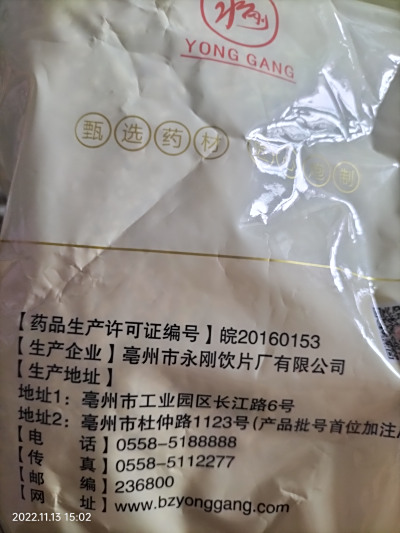 永刚
YONG GANG
甄选药材
制
【药品生产许可证编号】皖20160153
【生产企业】亳州市永刚饮片厂有限公司
【生产地址】
地址1：亳州市工业园区长江路6号
地址2：亳州市杜仲路1123号(产品批号首位加注
【电 话】0558-5188888
【传 真】0558-5112277
【邮 编】236800
【网 址】www.bzyonggang.com
2022.11.13 15:02